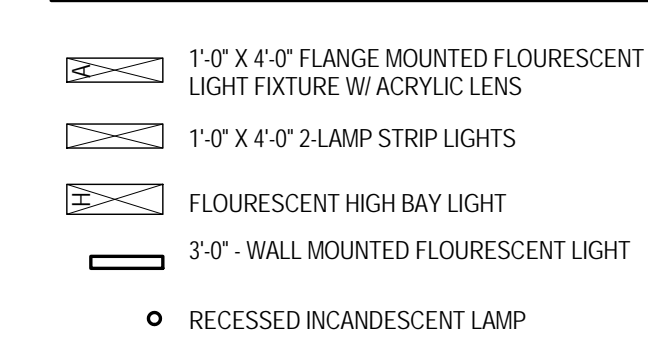 A
1'-0" X 4'-0" FLANGE MOUNTED FLOURESCENT
LIGHT FIXTURE W/ ACRYLIC LENS
1'-0" X 4'-0" 2-LAMP STRIP LIGHTS
H
FLOURESCENT HIGH BAY LIGHT
3'-0" - WALL MOUNTED FLOURESCENT LIGHT
RECESSED INCANDESCENT LAMP